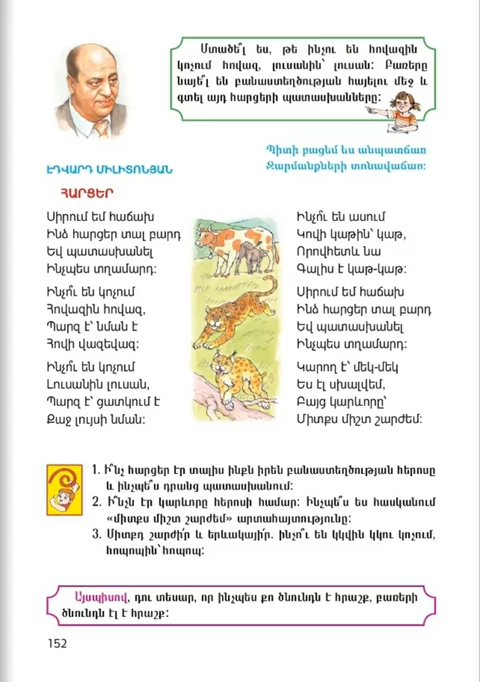 Մտածե՞լ ես, թե ինչու են հովազին
կոչում հովազ, լուսանին՝ լուսան: Բառերը
նայե՞լ են բանաստեղծության հայելու մեջ և
գտել այդ հարցերի պատասխանները:
Պիտի բացեմ ես անպատճառ
Զարմանքների տոնավաճառ:
ԷԴՎԱՐԴ ՄԻԼԻՏՈՆՅԱՆ
ՀԱՐՑԵՐ
Սիրում եմ հաճախ
Ինձ հարցեր տալ բարդ
Եվ պատասխանել
Ինչպես տղամարդ:
Ինչո՞ւ են կոչում
Հովազին հովազ,
Պարզ է՝ նման է
Հովի վազեվազ:
Ինչո՞ւ են կոչում
Լուսանին լուսան,
Պարզ է՝ ցատկում է
Քաջ լույսի նման:
Ինչո՞ւ են ասում
Կովի կաթին՝ կաթ,
Որովհետև նա
Գալիս է կաթ-կաթ:
Սիրում եմ հաճախ
Ինձ հարցեր տալ բարդ
Եվ պատասխանել
Ինչպես տղամարդ:
Կարող է՝ մեկ-մեկ
Ես էլ սխալվեմ,
Բայց կարևորը՝
Միտքս միշտ շարժեմ:
1. Ի՞նչ հարցեր էր տալիս ինքն իրեն բանաստեղծության հերոսը
և ինչպե՞ս դրանց պատասխանում:
2. Ի՞նչն էր կարևորը հերոսի համար: Ինչպե՞ս ես հասկանում
«միտքս միշտ շարժեմ» արտահայտությունը:
3. Միտքդ շարժի՛ր և երևակայի՛ր. ինչո՞ւ են կկվին կկու կոչում,
հոպոպին՝ հոպոպ:
Այսպիսով, դու տեսար, որ ինչպես քո ծնունդն է հրաշք, բառերի
ծնունդն էլ է հրաշք:
152